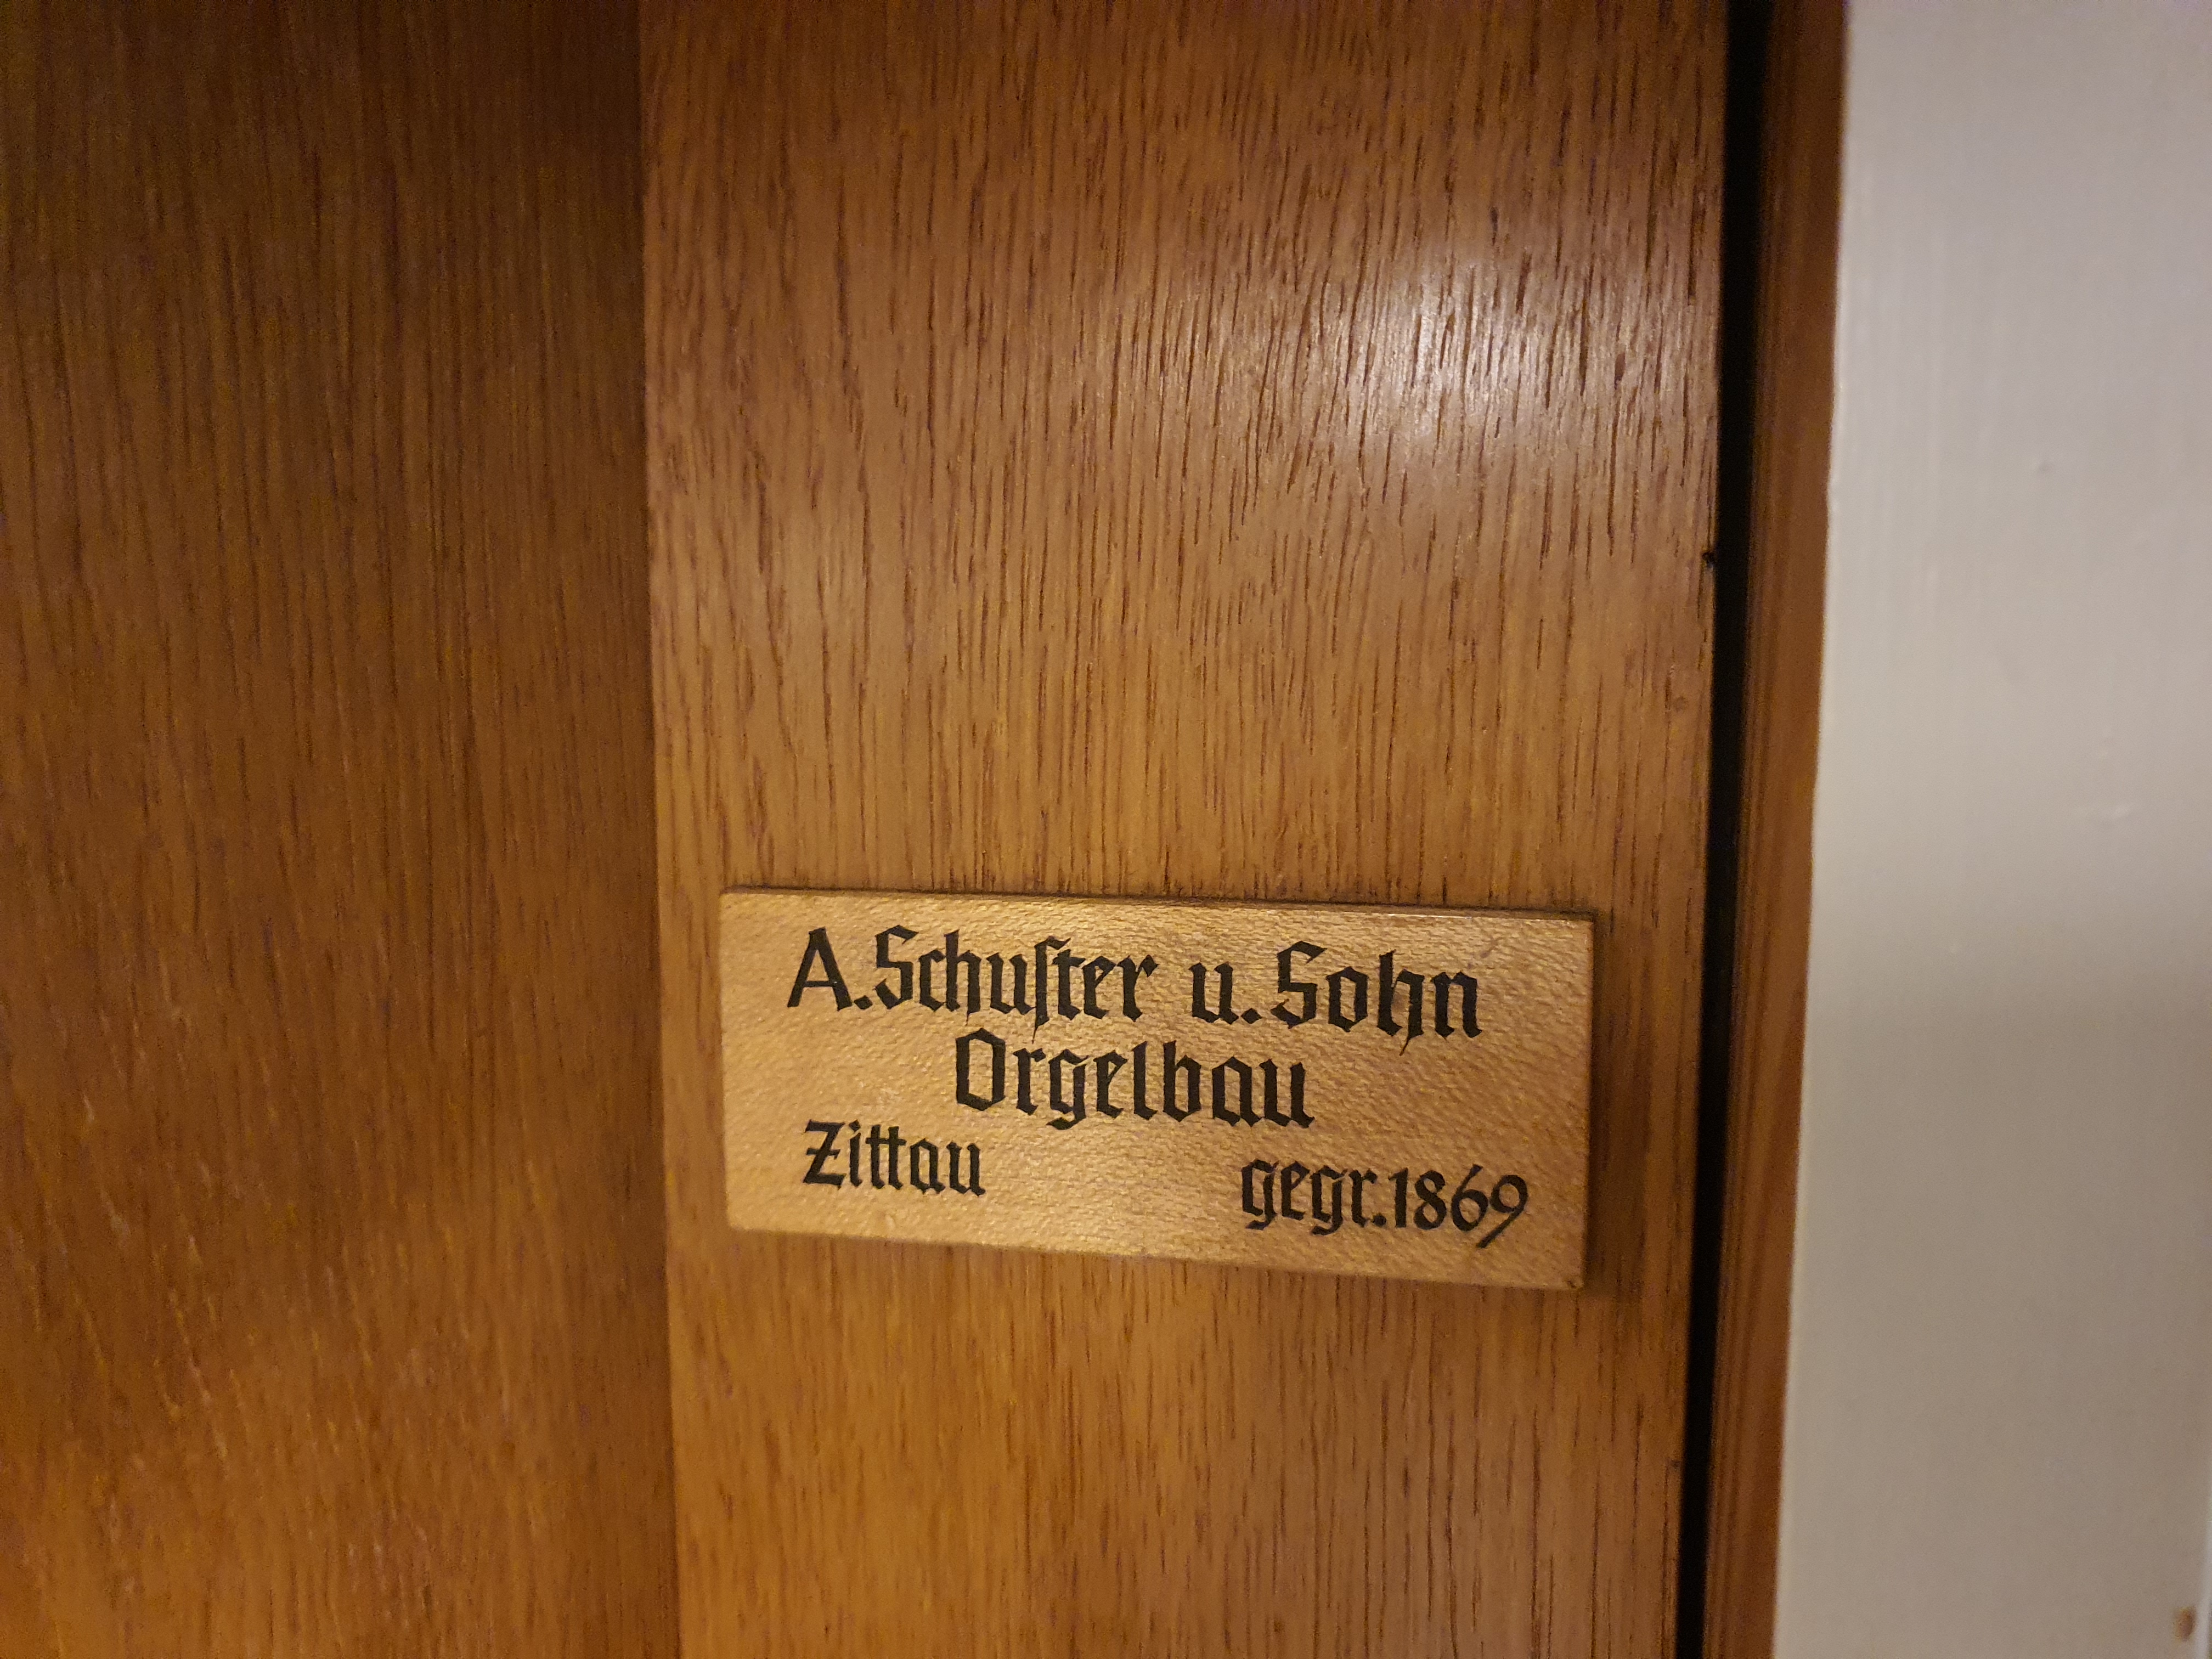 A. Schuſter u. Sohn
Orgelbau
Zittau gegr. 1869